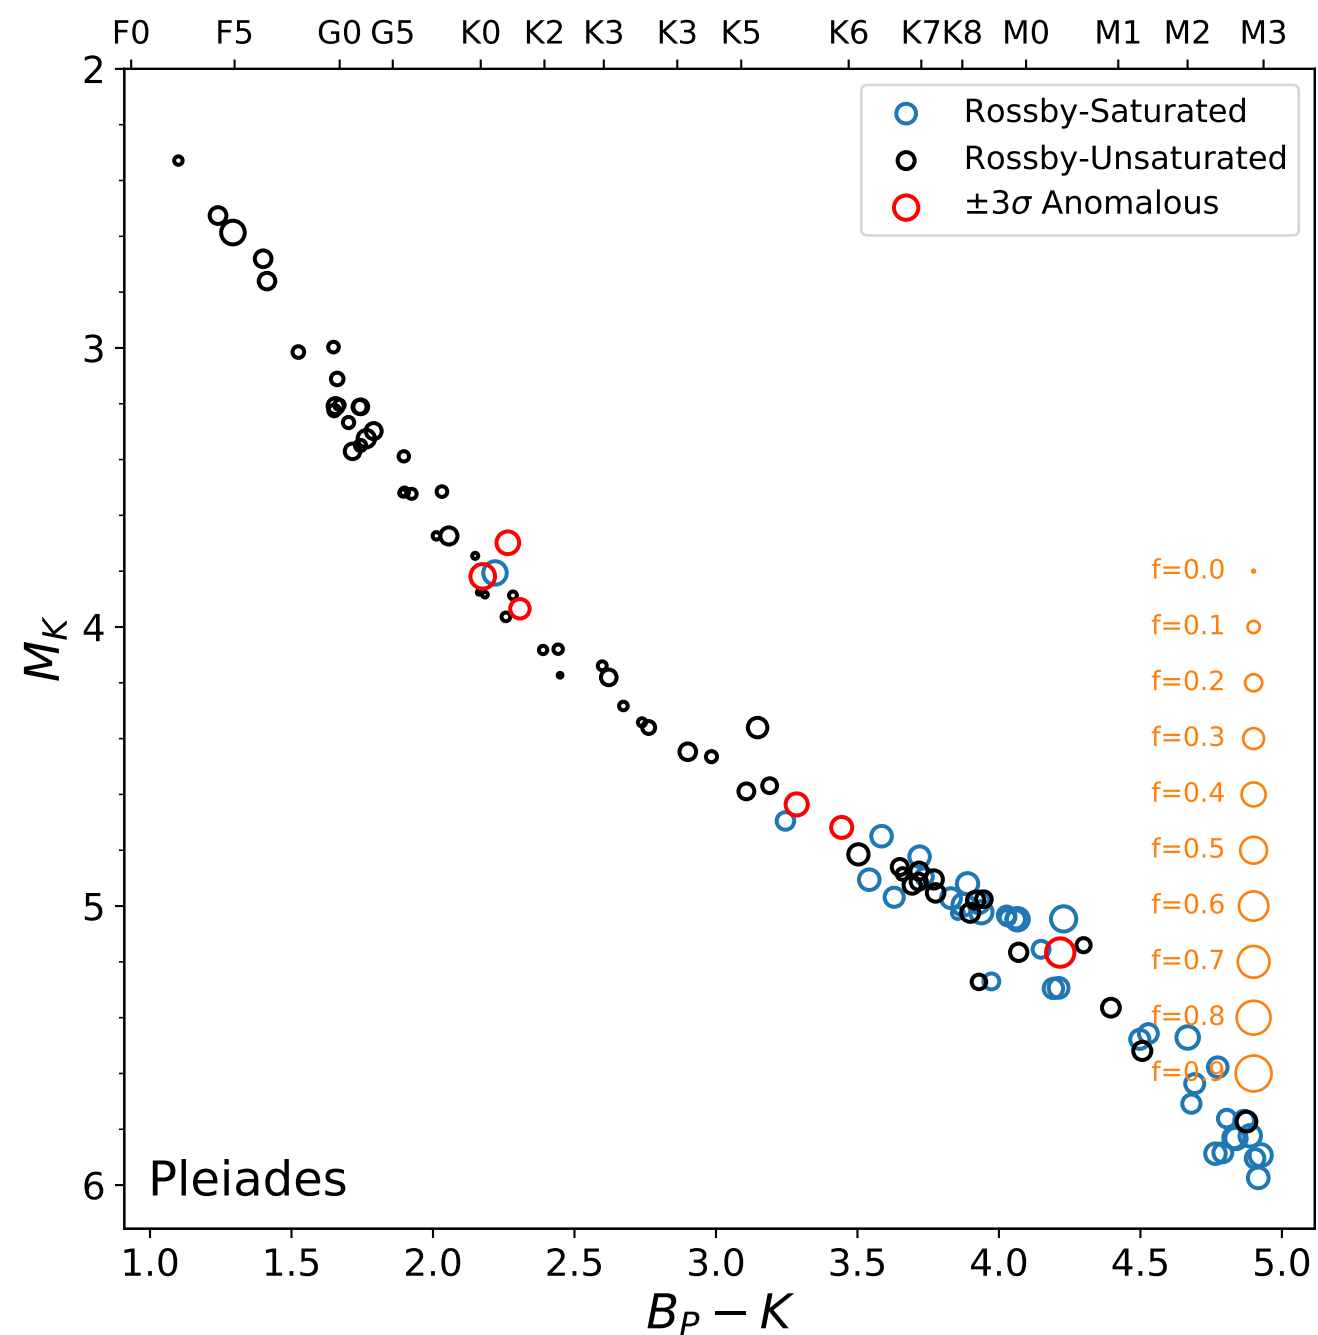 F0 F5 G0 G5 K0 K2 K3 K3 K5 K6 K7 K8 M0 M1 M2 M3
Rossby-Saturated
Rossby-Unsaturated
±3σ Anomalous
2
3
4
5
6
M_K
f=0.0
f=0.1
f=0.2
f=0.3
f=0.4
f=0.5
f=0.6
f=0.7
f=0.8
f=0.9
Pleiades
1.0 1.5 2.0 2.5 3.0 3.5 4.0 4.5 5.0
B_P − K